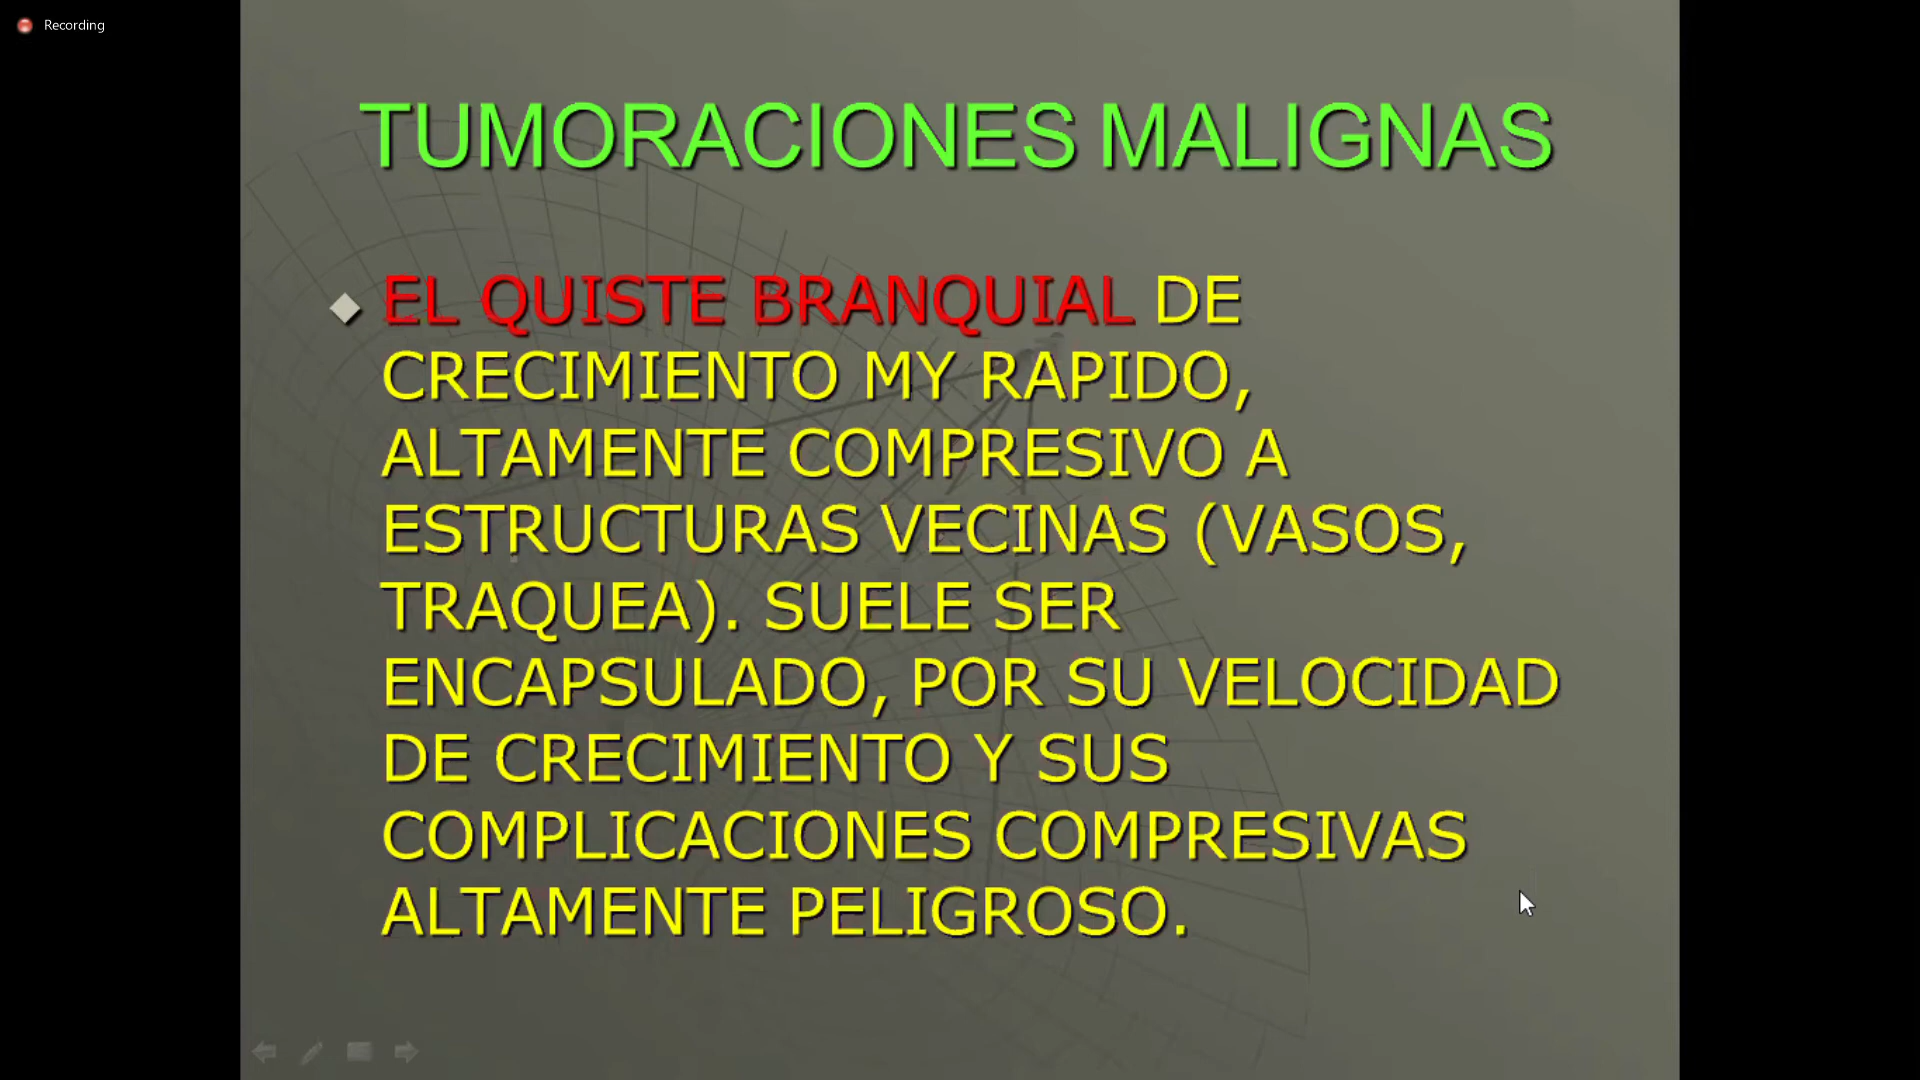 Recording
TUMORACIONES MALIGNAS
EL QUISTE BRANQUIAL DE
CRECIMIENTO MY RAPIDO,
ALTAMENTE COMPRESIVO A
ESTRUCTURAS VECINAS (VASOS,
TRAQUEA). SUELE SER
ENCAPSULADO, POR SU VELOCIDAD
DE CRECIMIENTO Y SUS
COMPLICACIONES COMPRESIVAS
ALTAMENTE PELIGROSO.